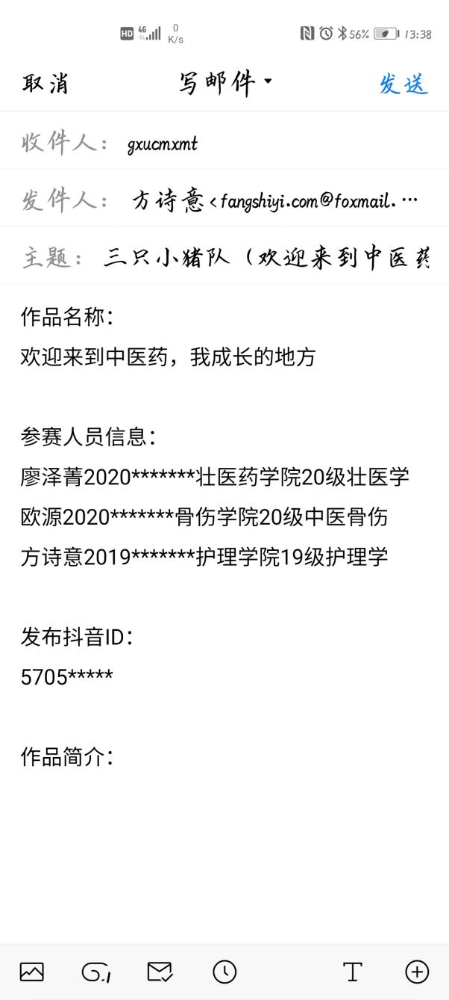 HD 4G 0 K/s 56% 13:38
取消 写邮件 发送
收件人： gxucmxmt
发件人： 方诗意<fangshiyi.com@foxmail.…
主题： 三只小猪队（欢迎来到中医药
作品名称：
欢迎来到中医药，我成长的地方
参赛人员信息：
廖泽菁2020*******壮医药学院20级壮医学
欧源2020*******骨伤学院20级中医骨伤
方诗意2019*******护理学院19级护理学
发布抖音ID：
5705*****
作品简介：
T